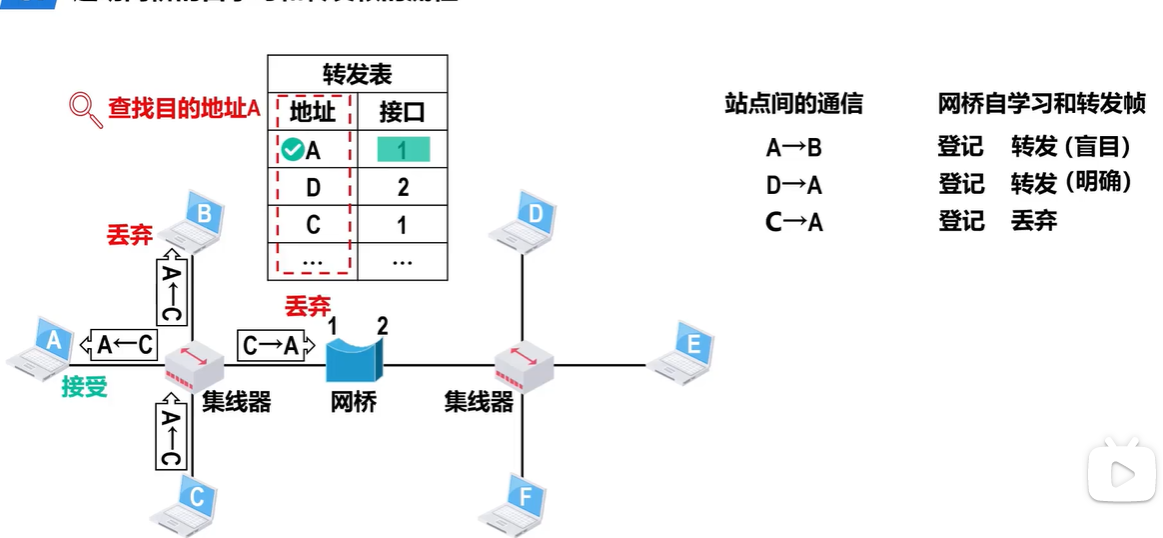 转发表
查找目的地址A
地址 接口
A 1
D 2
C 1
… …
站点间的通信 网桥自学习和转发帧
A→B 登记 转发 (盲目)
D→A 登记 转发 (明确)
C→A 登记 丢弃
B
丢弃
D
A←C
丢弃
1 2
A
A←C
C→A
E
接受
集线器
网桥
集线器
A←C
C
F